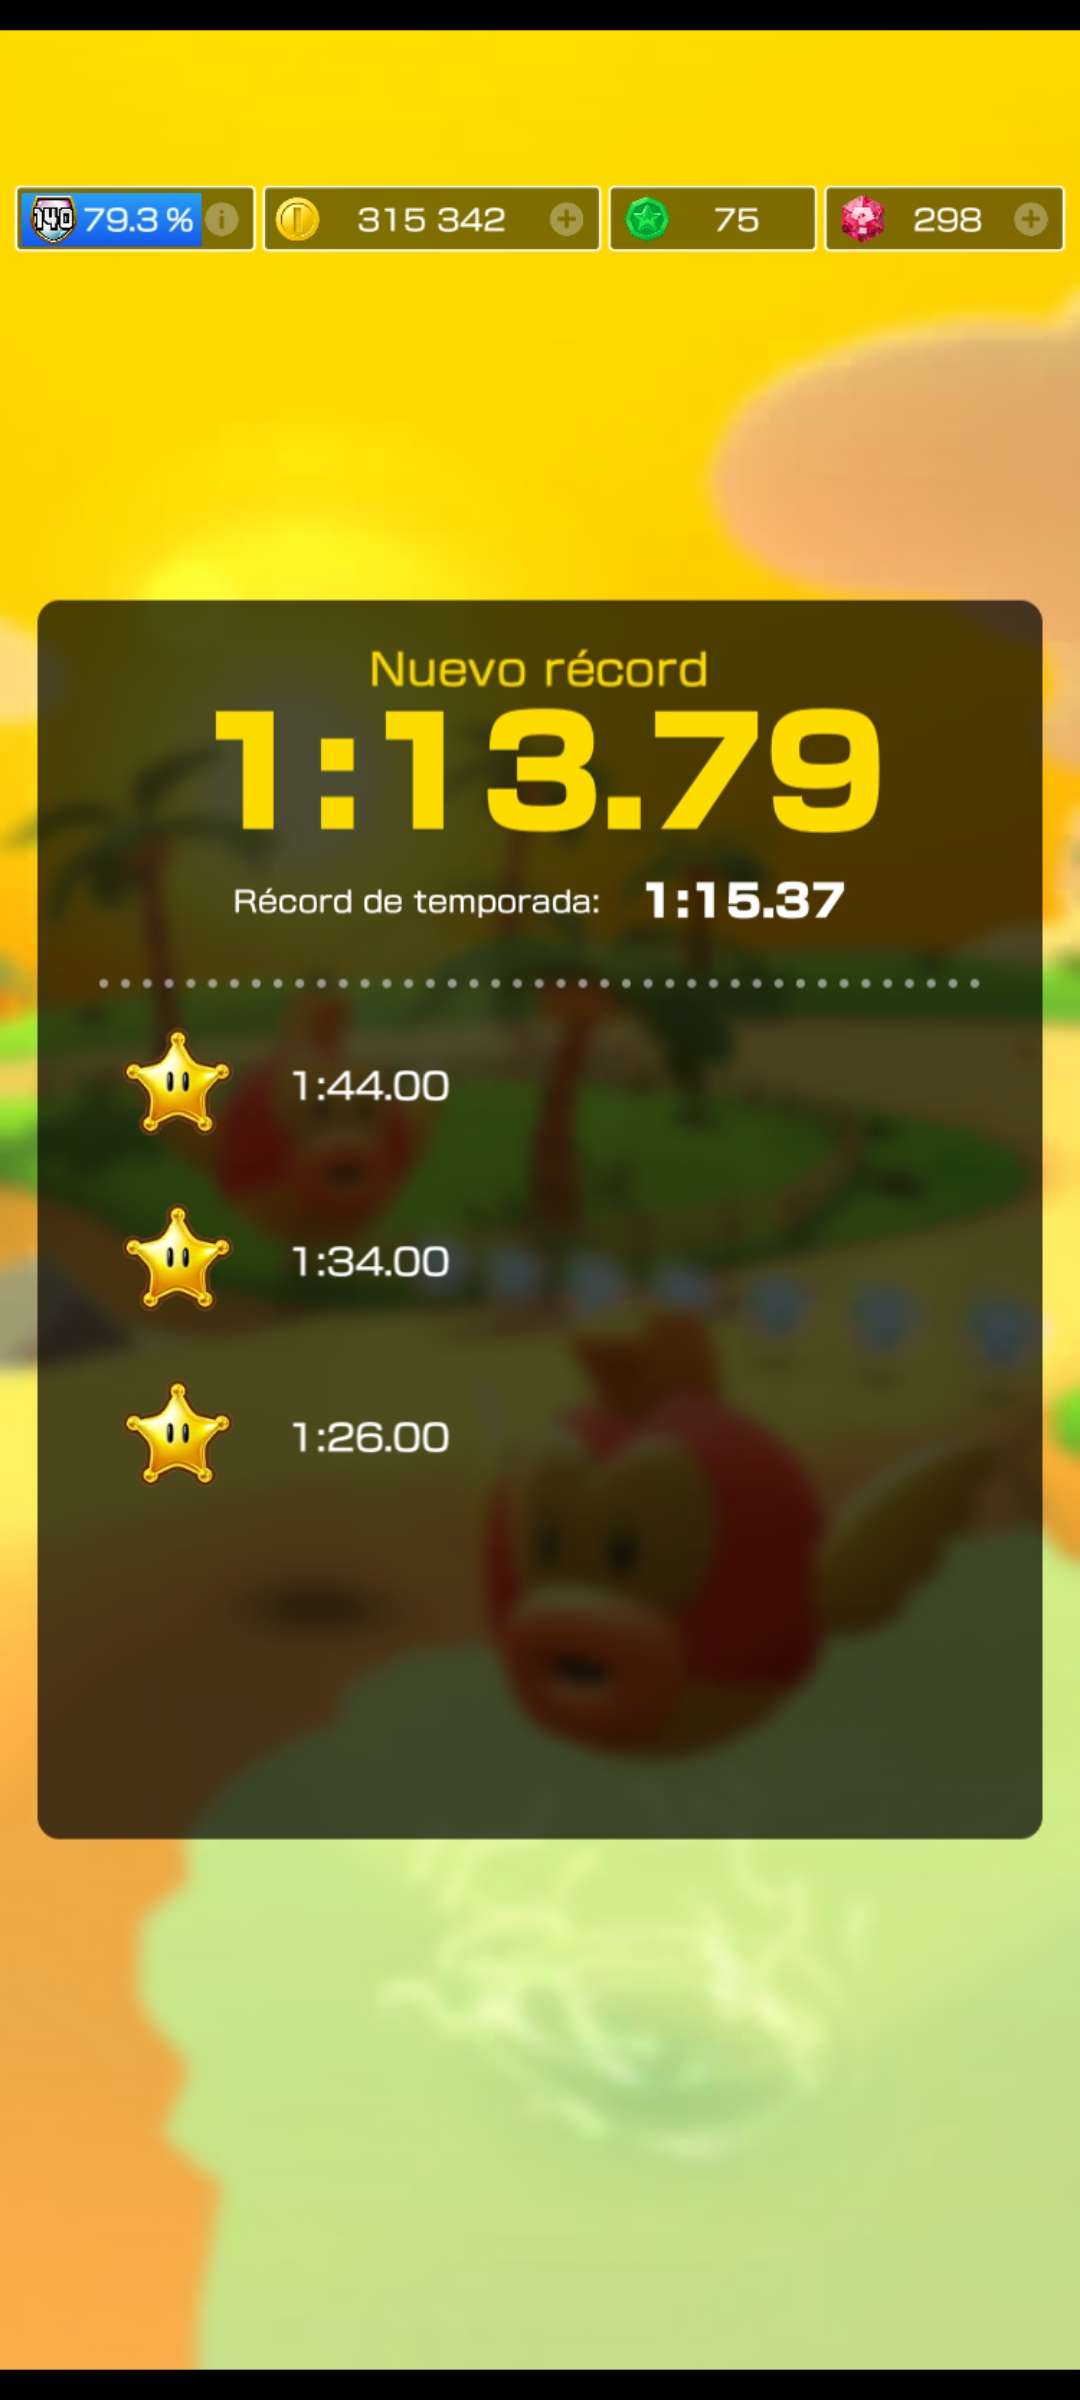 140 79.3 % i 315 342 + 75 298 +
Nuevo récord
1:13.79
Récord de temporada: 1:15.37
1:44.00
1:34.00
1:26.00